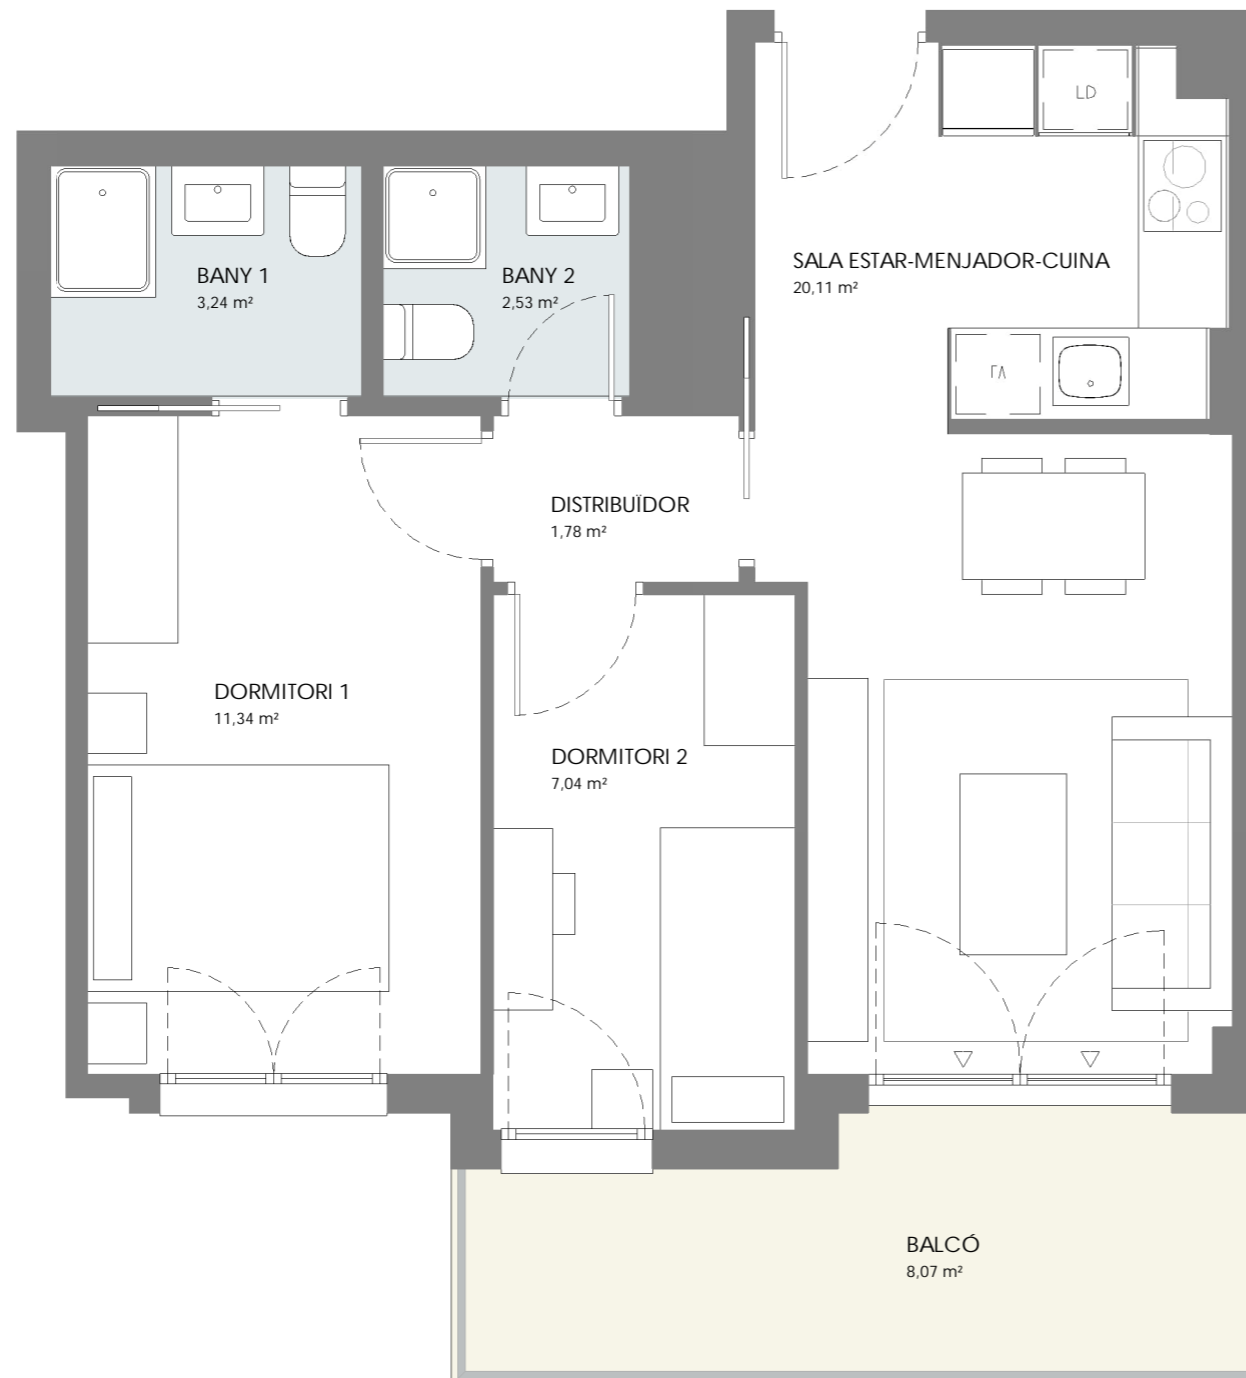 LD
SALA ESTAR-MENJADOR-CUINA
20,11 m²
BANY 1
3,24 m²
BANY 2
2,53 m²
LV
DISTRIBUÏDOR
1,78 m²
DORMITORI 1
11,34 m²
DORMITORI 2
7,04 m²
BALCÓ
8,07 m²